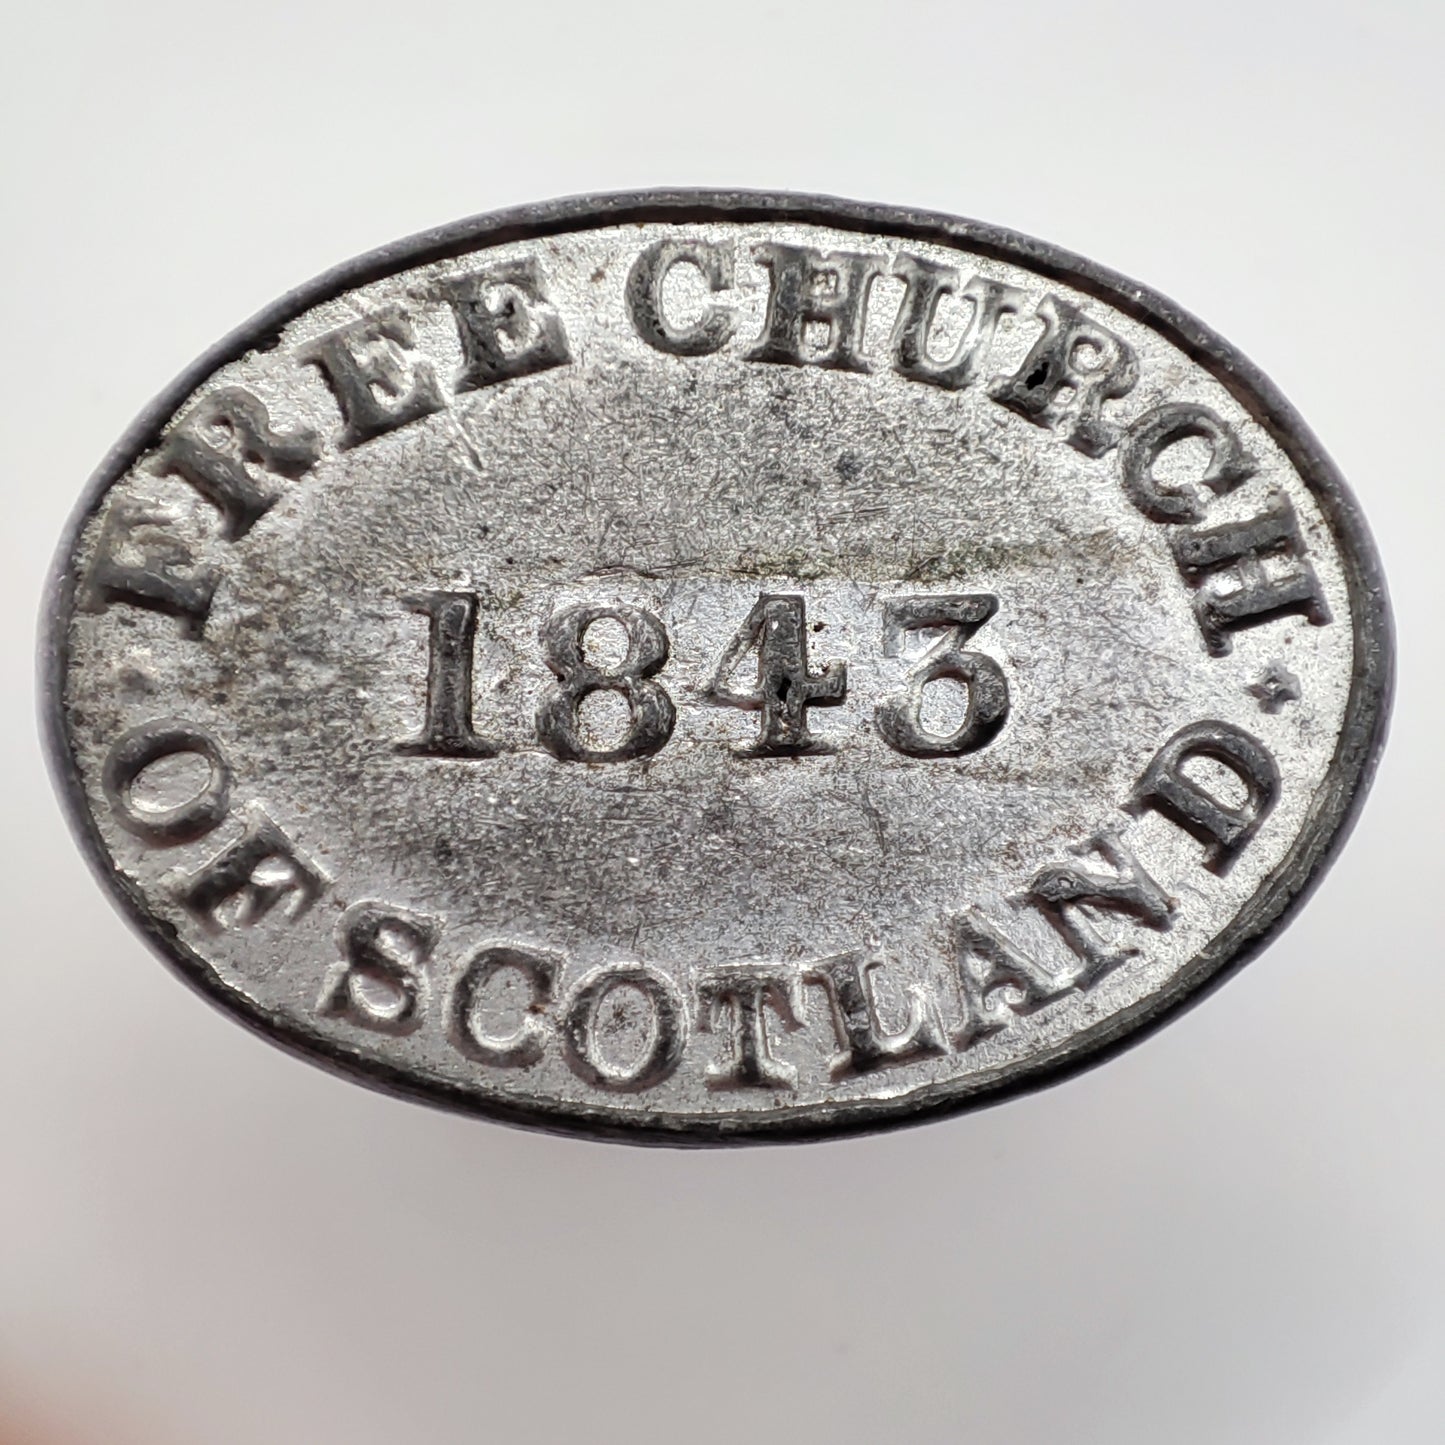 FREE CHURCH
1843
OF SCOTLAND